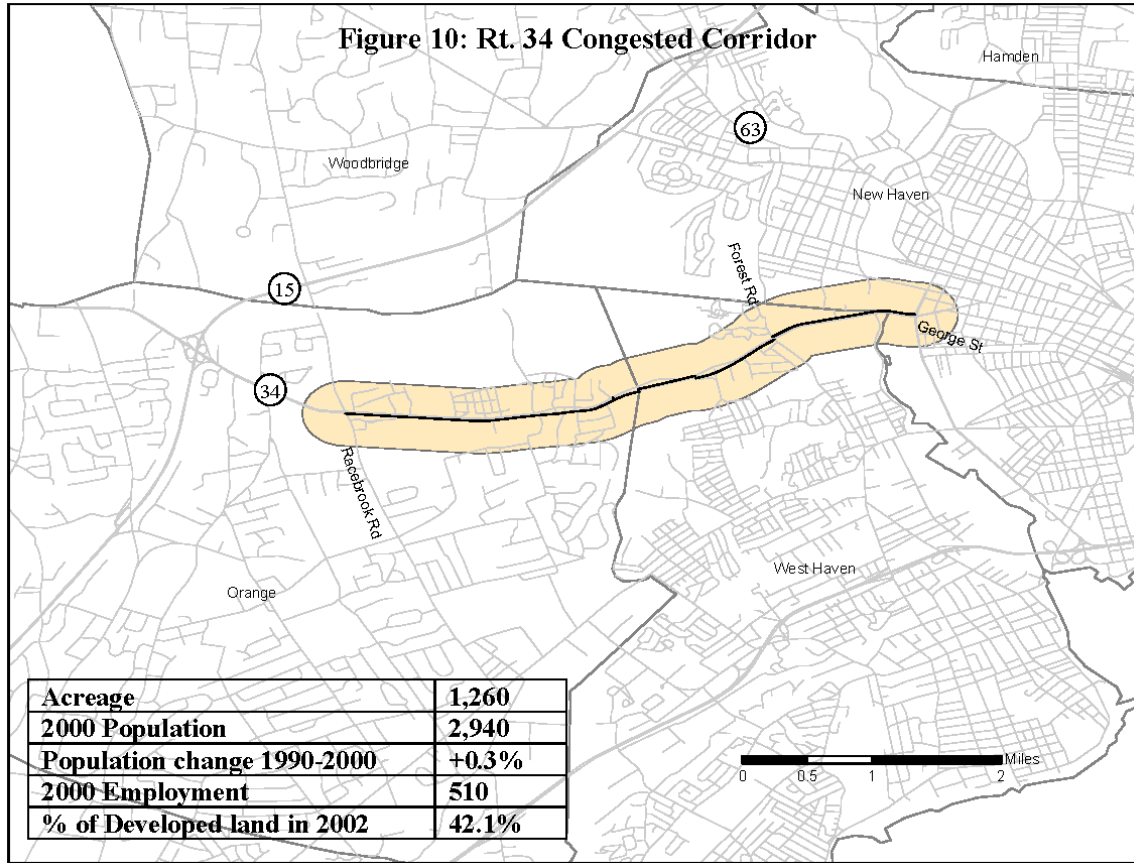 Figure 10: Rt. 34 Congested Corridor
Hamden
63
Woodbridge
New Haven
Forest Rd
15
George St
34
Racebrook Rd
West Haven
Orange
Acreage 1,260
2000 Population 2,940
Population change 1990-2000 +0.3%
2000 Employment 510
% of Developed land in 2002 42.1%
Miles
0 0.5 1 2